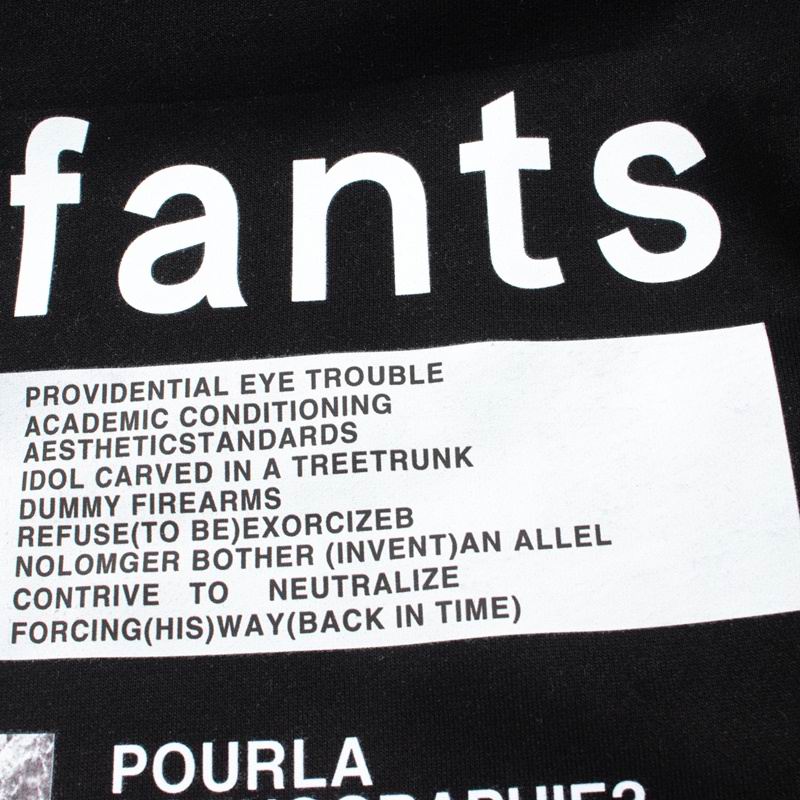 fants
PROVIDENTIAL EYE TROUBLE
ACADEMIC CONDITIONING
AESTHETICSTANDARDS
IDOL CARVED IN A TREETRUNK
DUMMY FIREARMS
REFUSE(TO BE)EXORCIZEB
NOLOMGER BOTHER (INVENT)AN ALLEL
CONTRIVE TO NEUTRALIZE
FORCING(HIS)WAY(BACK IN TIME)
POURLA